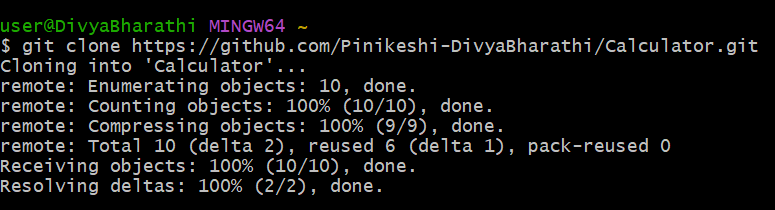 user@DivyaBharathi MINGW64 ~
$ git clone https://github.com/Pinikeshi-DivyaBharathi/Calculator.git
Cloning into 'Calculator'...
remote: Enumerating objects: 10, done.
remote: Counting objects: 100% (10/10), done.
remote: Compressing objects: 100% (9/9), done.
remote: Total 10 (delta 2), reused 6 (delta 1), pack-reused 0
Receiving objects: 100% (10/10), done.
Resolving deltas: 100% (2/2), done.